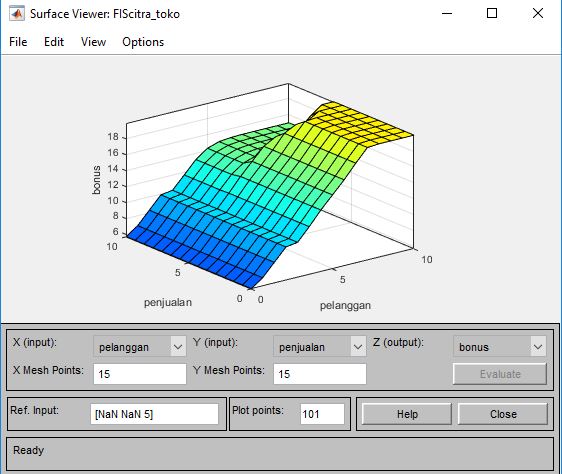 Surface Viewer: FIScitra_toko
File Edit View Options
18
16
14
12
10
8
6
bonus
10
5
0
penjualan
0
5
10
pelanggan
X (input): pelanggan Y (input): penjualan Z (output): bonus
X Mesh Points: 15 Y Mesh Points: 15 Evaluate
Ref. Input: [NaN NaN 5] Plot points: 101 Help Close
Ready